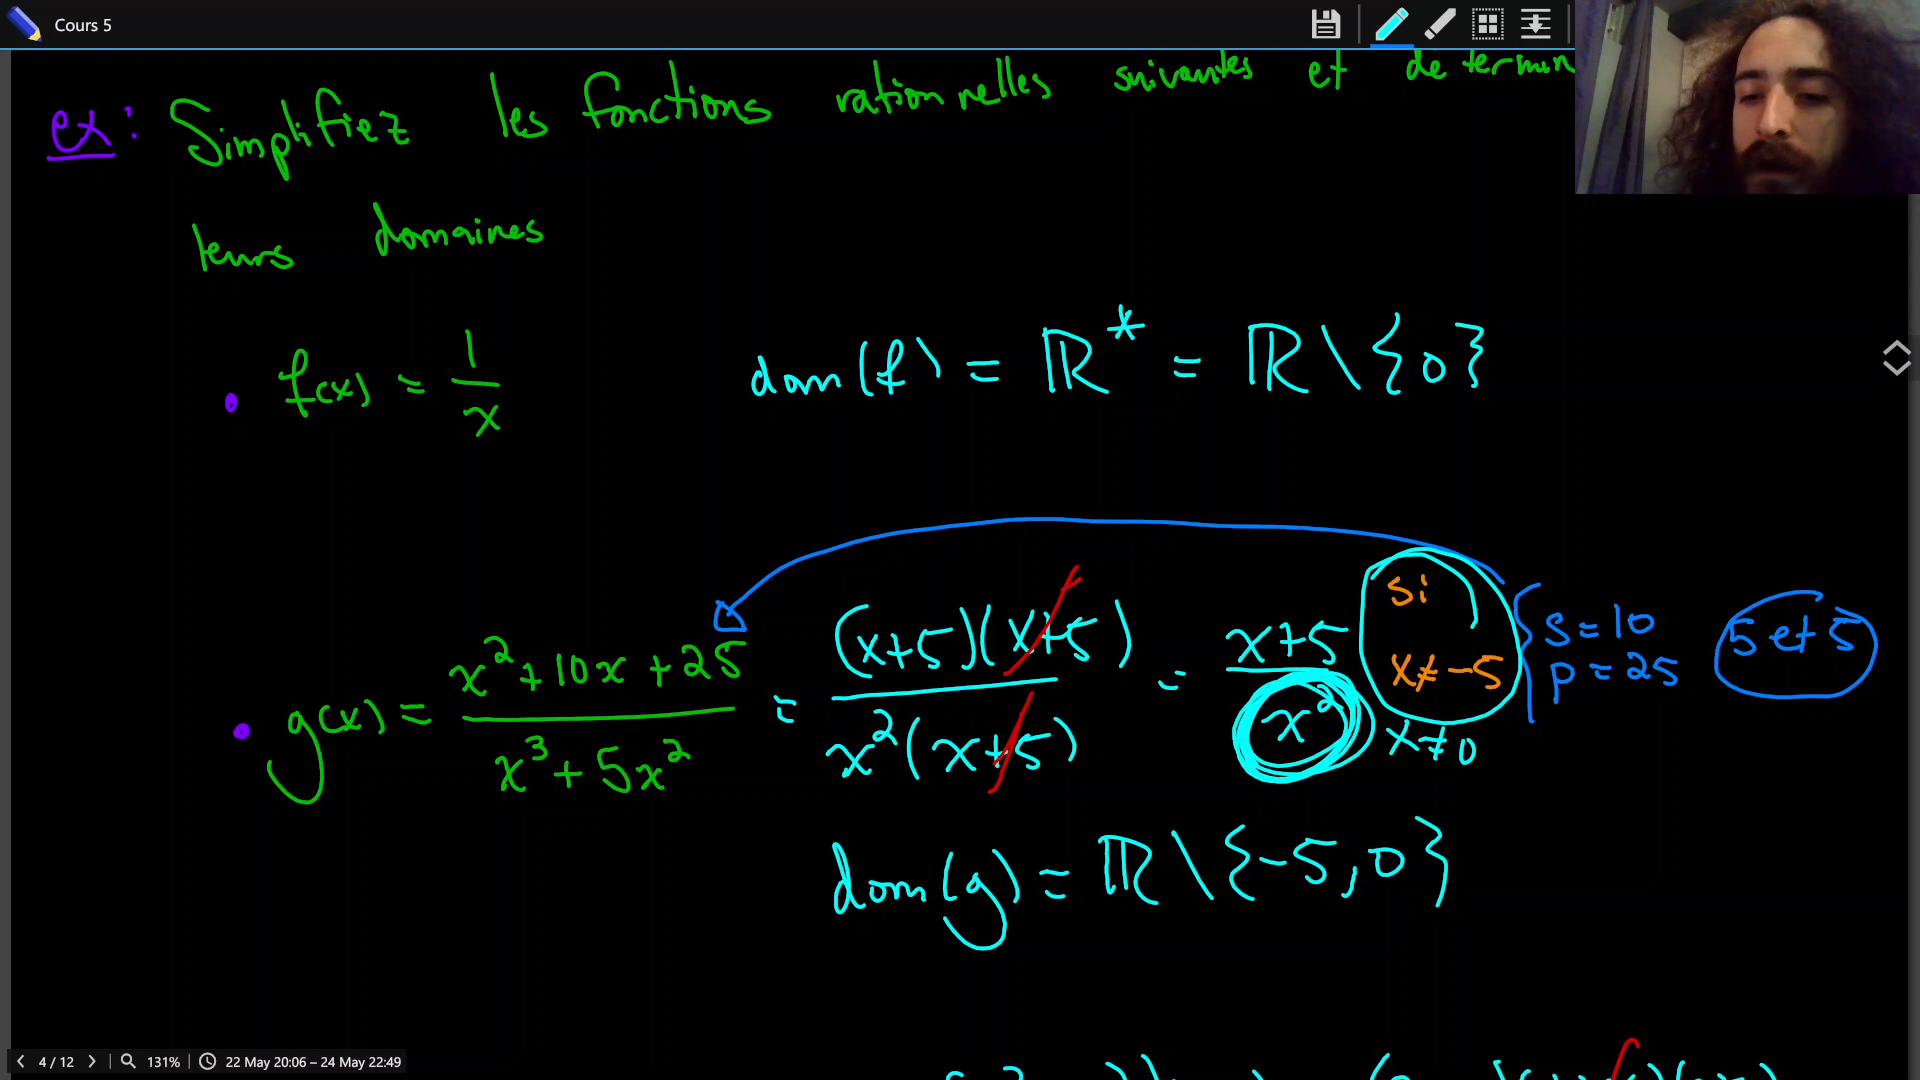 Cours 5
ex: Simplifiez les fonctions rationnelles suivantes et
leurs domaines
• f(x) = 1/x dom(f) = ℝ* = ℝ\{0}
• g(x) = (x²+10x+25)/(x³+5x²) = ((x+5)(x+5))/(x²(x+5)) = (x+5)/x² si x≠-5 x≠0 { s=10 p=25 5 et 5
dom(g) = ℝ\{-5,0}
4 / 12 131% 22 May 20:06 – 24 May 22:49